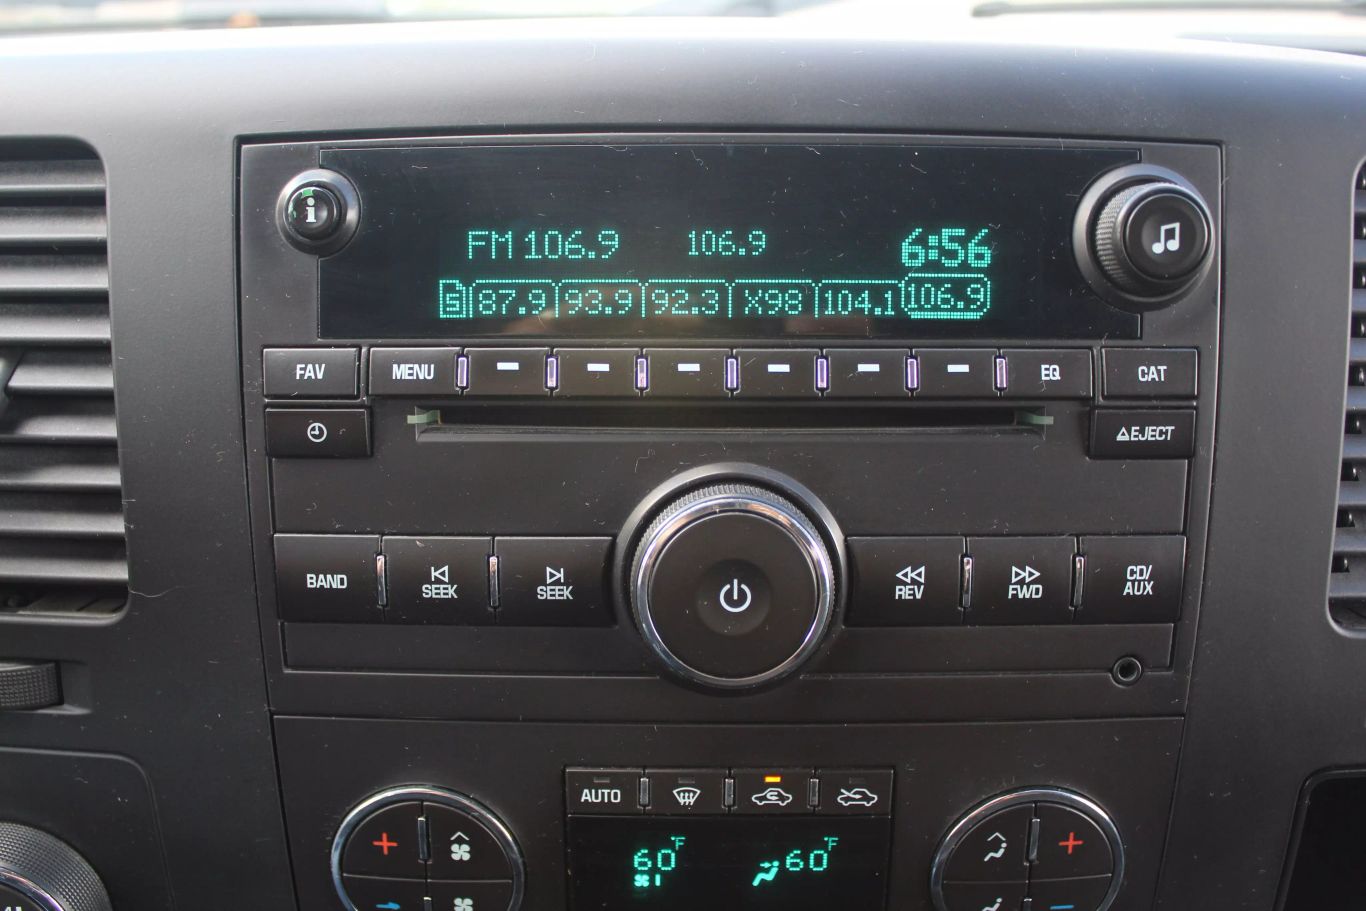 i
FM 106.9 106.9 6:56
5 87.9 93.9 92.3 X98 104.1 106.9
FAV MENU EQ CAT
△EJECT
BAND SEEK SEEK REV FWD CD/
AUX
AUTO
60°F 60°F